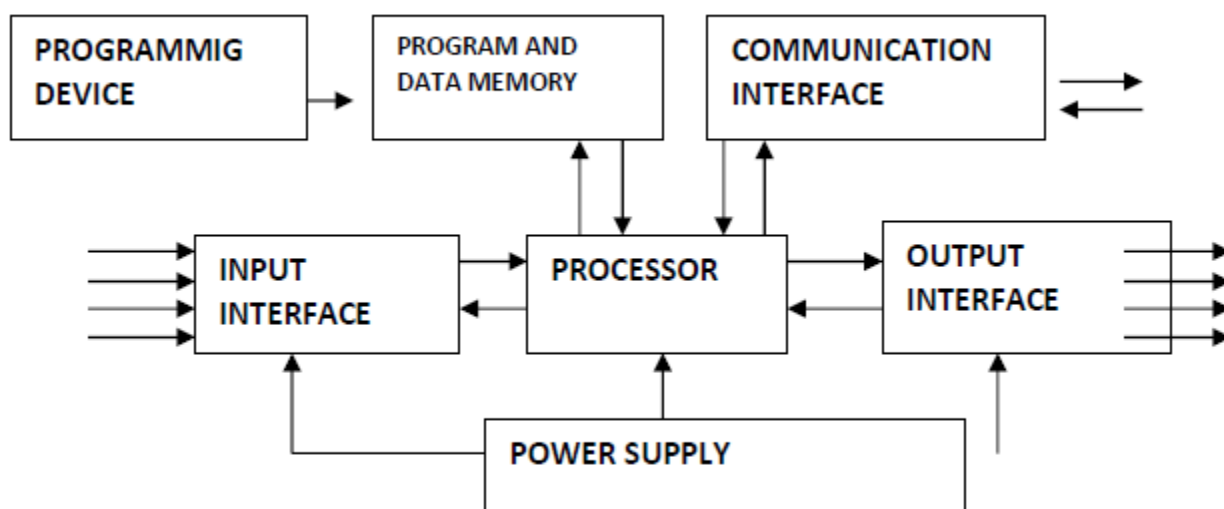 PROGRAMMIG
DEVICE
PROGRAM AND
DATA MEMORY
COMMUNICATION
INTERFACE
INPUT
INTERFACE
PROCESSOR
OUTPUT
INTERFACE
POWER SUPPLY